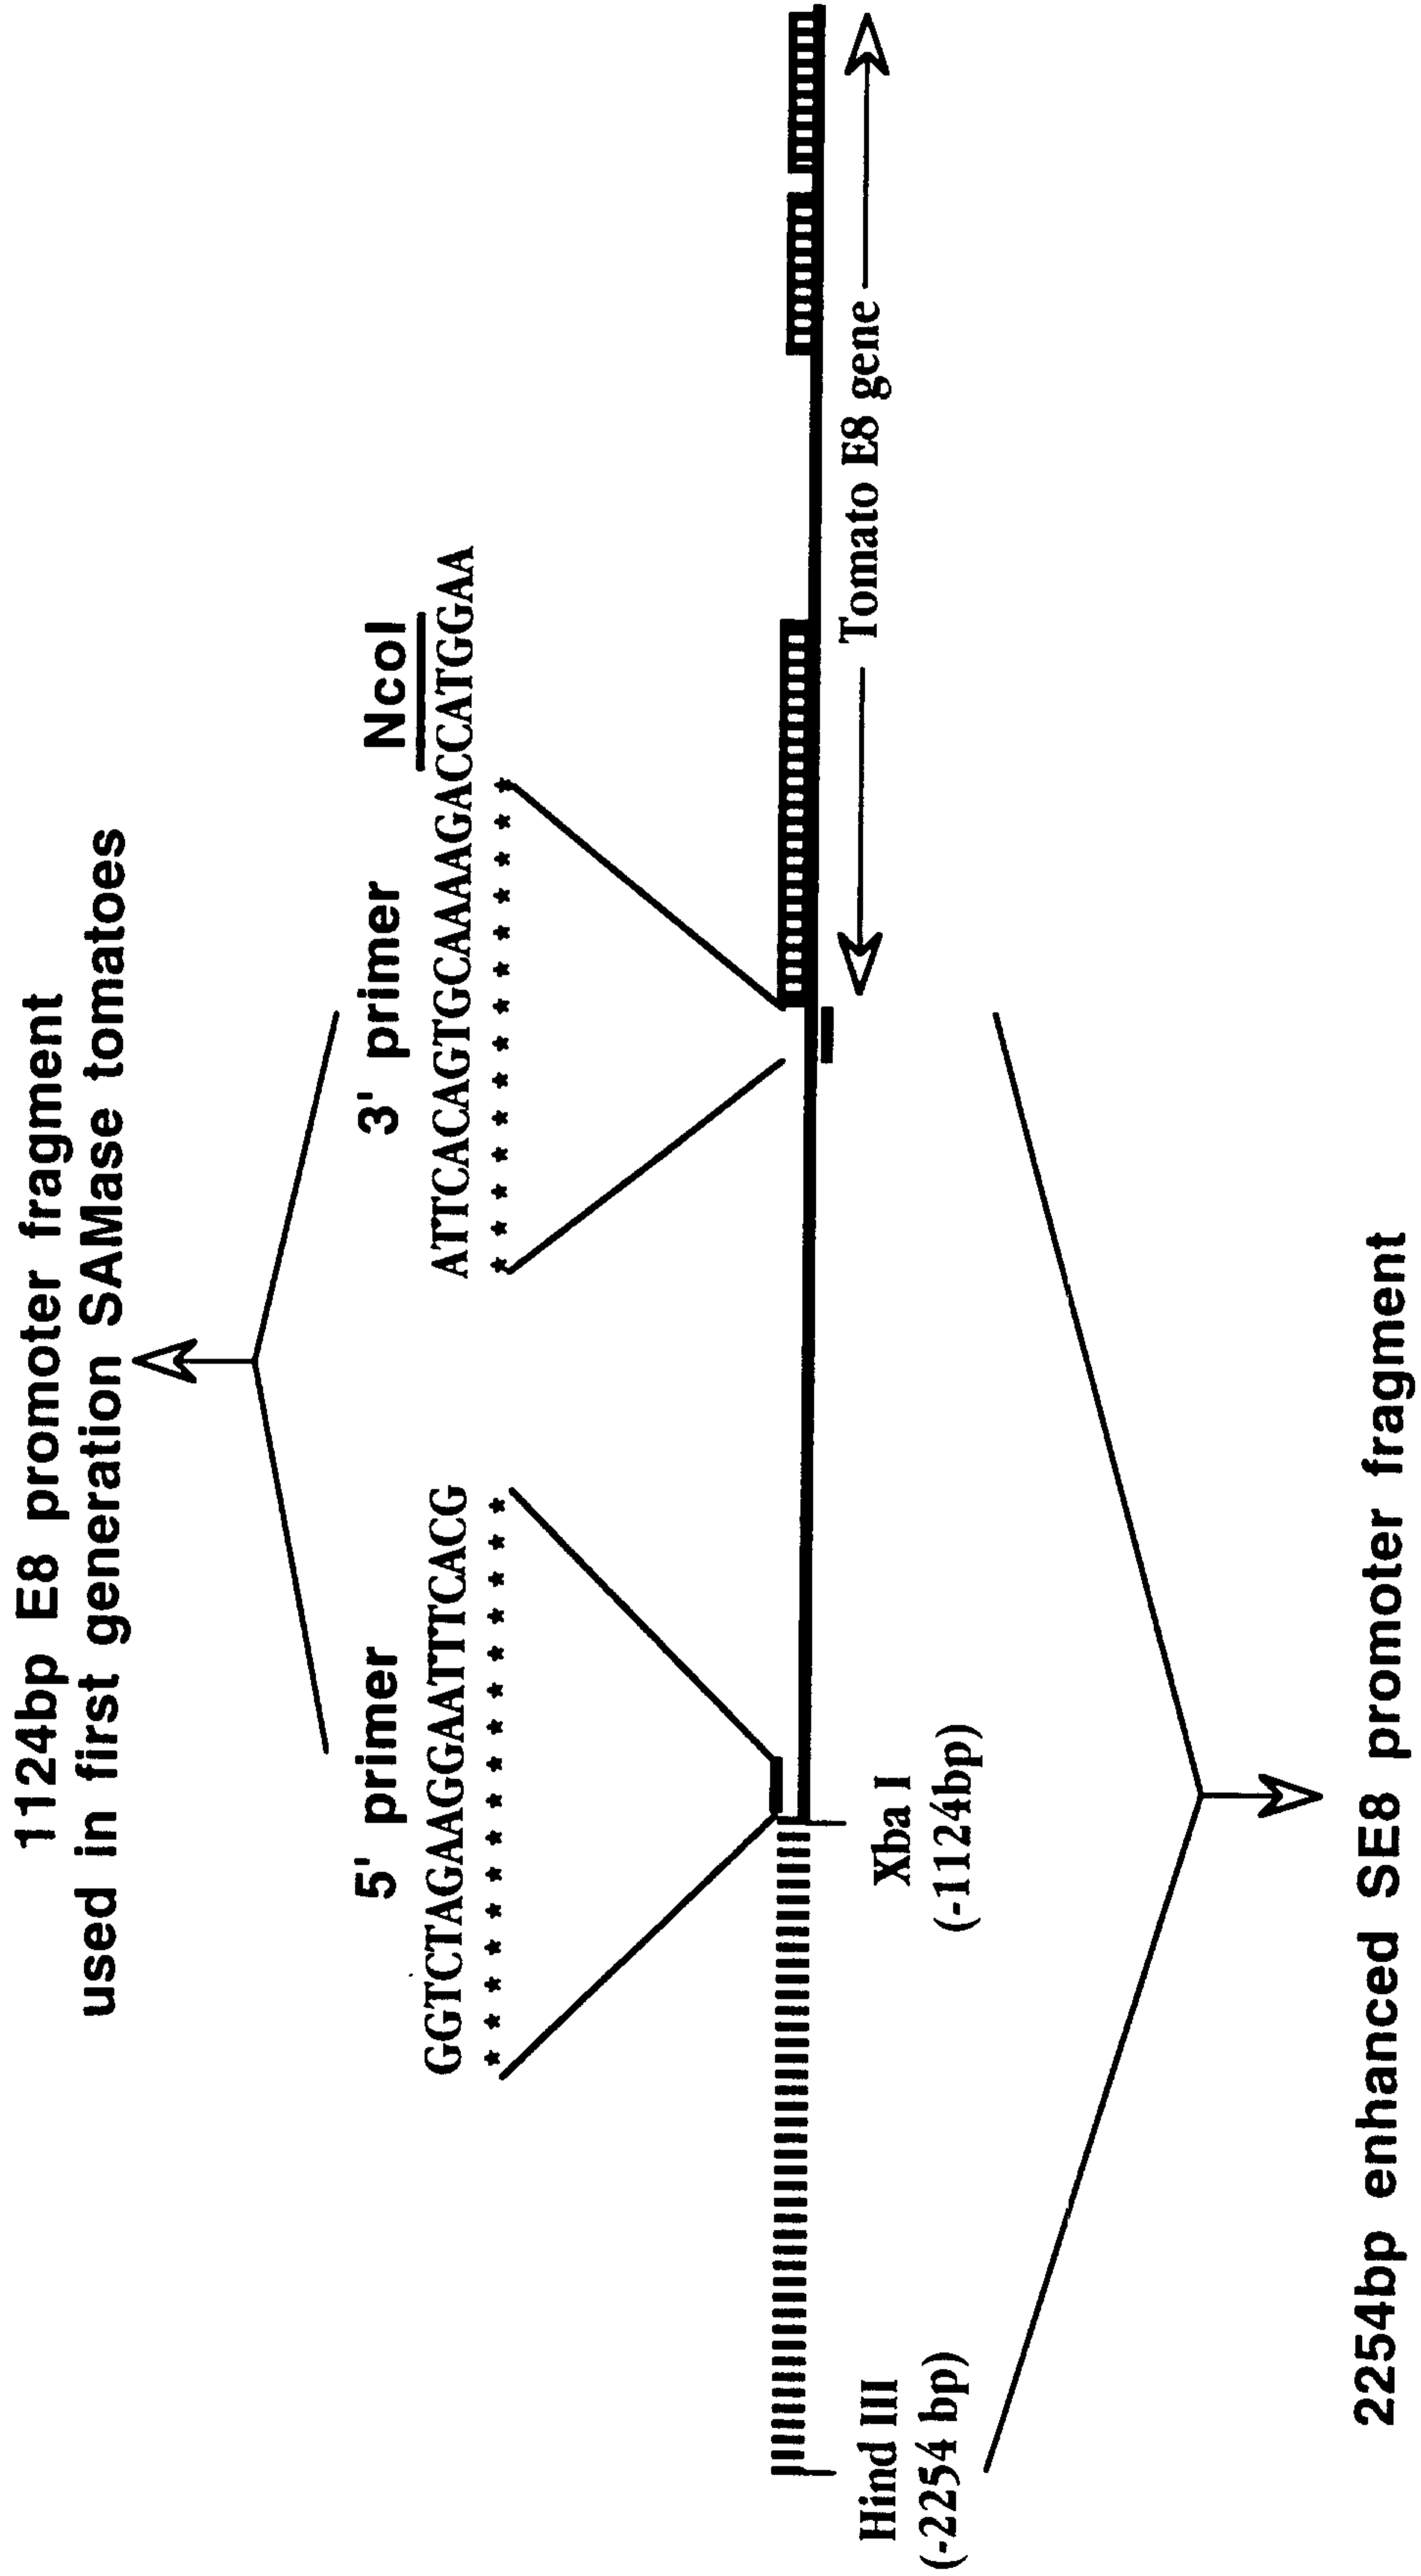 1124bp E8 promoter fragment
used in first generation SAMase tomatoes
5' primer
GGTCTAGAAGGAATTTCACG
* * * * * * * * * * * * * * * *
3' primer
NcoI
ATTCACAGTGCAAAGACCATGGAA
* * * * * * * * * * * * * *
Hind III
(-2254 bp)
Xba I
(-1124bp)
Tomato E8 gene
2254bp enhanced SE8 promoter fragment